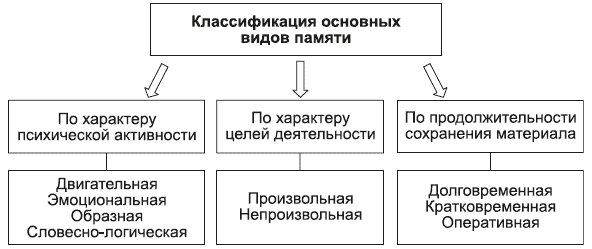 Классификация основных
видов памяти
По характеру
психической активности
По характеру
целей деятельности
По продолжительности
сохранения материала
Двигательная
Эмоциональная
Образная
Словесно-логическая
Произвольная
Непроизвольная
Долговременная
Кратковременная
Оперативная